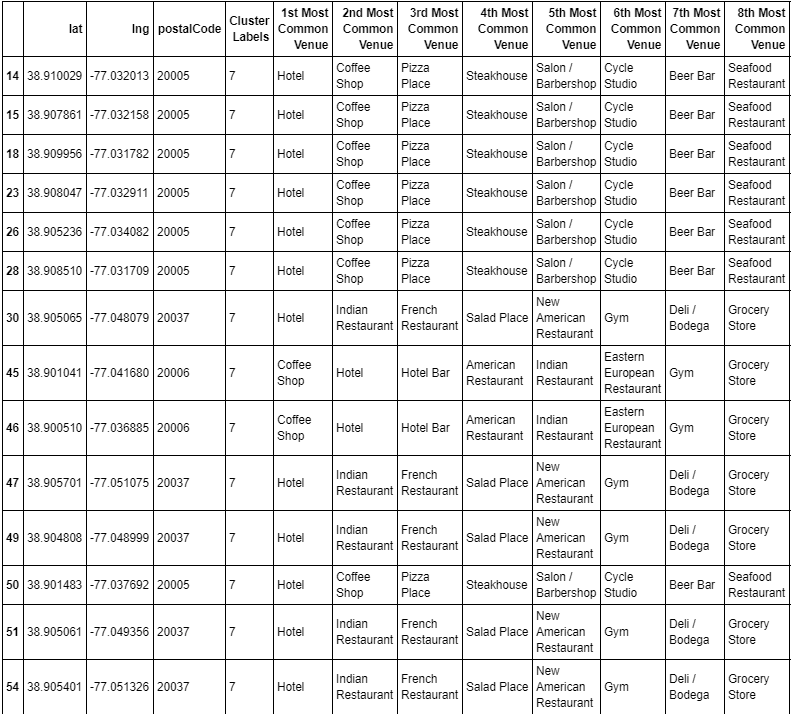 lat lng postalCode Cluster Labels 1st Most Common Venue 2nd Most Common Venue 3rd Most Common Venue 4th Most Common Venue 5th Most Common Venue 6th Most Common Venue 7th Most Common Venue 8th Most Common Venue
14 38.910029 -77.032013 20005 7 Hotel Coffee Shop Pizza Place Steakhouse Salon / Barbershop Cycle Studio Beer Bar Seafood Restaurant
15 38.907861 -77.032158 20005 7 Hotel Coffee Shop Pizza Place Steakhouse Salon / Barbershop Cycle Studio Beer Bar Seafood Restaurant
18 38.909956 -77.031782 20005 7 Hotel Coffee Shop Pizza Place Steakhouse Salon / Barbershop Cycle Studio Beer Bar Seafood Restaurant
23 38.908047 -77.032911 20005 7 Hotel Coffee Shop Pizza Place Steakhouse Salon / Barbershop Cycle Studio Beer Bar Seafood Restaurant
26 38.905236 -77.034082 20005 7 Hotel Coffee Shop Pizza Place Steakhouse Salon / Barbershop Cycle Studio Beer Bar Seafood Restaurant
28 38.908510 -77.031709 20005 7 Hotel Coffee Shop Pizza Place Steakhouse Salon / Barbershop Cycle Studio Beer Bar Seafood Restaurant
30 38.905065 -77.048079 20037 7 Hotel Indian Restaurant French Restaurant Salad Place New American Restaurant Gym Deli / Bodega Grocery Store
45 38.901041 -77.041680 20006 7 Coffee Shop Hotel Hotel Bar American Restaurant Indian Restaurant Eastern European Restaurant Gym Grocery Store
46 38.900510 -77.036885 20006 7 Coffee Shop Hotel Hotel Bar American Restaurant Indian Restaurant Eastern European Restaurant Gym Grocery Store
47 38.905701 -77.051075 20037 7 Hotel Indian Restaurant French Restaurant Salad Place New American Restaurant Gym Deli / Bodega Grocery Store
49 38.904808 -77.048999 20037 7 Hotel Indian Restaurant French Restaurant Salad Place New American Restaurant Gym Deli / Bodega Grocery Store
50 38.901483 -77.037692 20005 7 Hotel Coffee Shop Pizza Place Steakhouse Salon / Barbershop Cycle Studio Beer Bar Seafood Restaurant
51 38.905061 -77.049356 20037 7 Hotel Indian Restaurant French Restaurant Salad Place New American Restaurant Gym Deli / Bodega Grocery Store
54 38.905401 -77.051326 20037 7 Hotel Indian Restaurant French Restaurant Salad Place New American Restaurant Gym Deli / Bodega Grocery Store